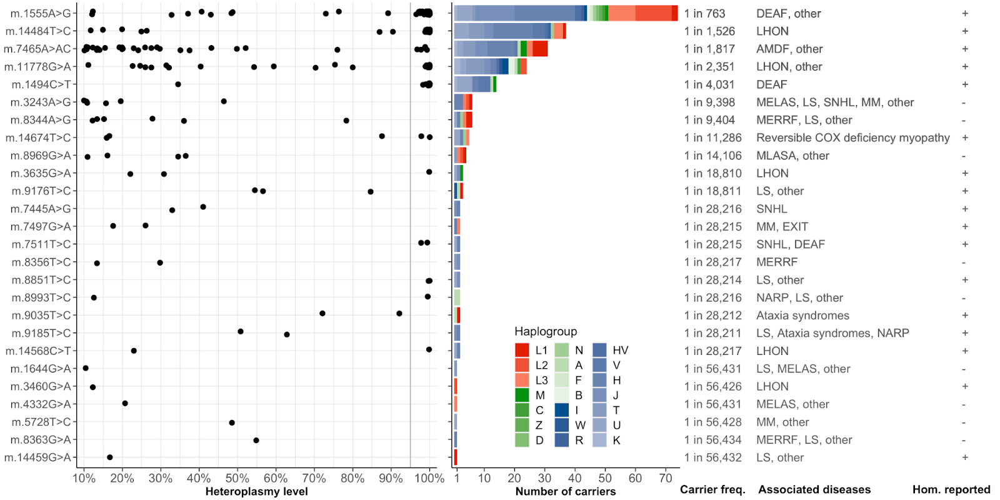 m.1555A>G 1 in 763 DEAF, other +
m.14484T>C 1 in 1,526 LHON +
m.7465A>AC 1 in 1,817 AMDF, other +
m.11778G>A 1 in 2,351 LHON, other +
m.1494C>T 1 in 4,031 DEAF +
m.3243A>G 1 in 9,398 MELAS, LS, SNHL, MM, other -
m.8344A>G 1 in 9,404 MERRF, LS, other -
m.14674T>C 1 in 11,286 Reversible COX deficiency myopathy +
m.8969G>A 1 in 14,106 MLASA, other -
m.3635G>A 1 in 18,810 LHON +
m.9176T>C 1 in 18,811 LS, other +
m.7445A>G 1 in 28,216 SNHL +
m.7497G>A 1 in 28,215 MM, EXIT +
m.7511T>C 1 in 28,215 SNHL, DEAF +
m.8356T>C 1 in 28,217 MERRF -
m.8851T>C 1 in 28,214 LS, other +
m.8993T>C 1 in 28,216 NARP, LS, other -
m.9035T>C 1 in 28,212 Ataxia syndromes +
m.9185T>C 1 in 28,211 LS, Ataxia syndromes, NARP +
m.14568C>T 1 in 28,217 LHON +
m.1644G>A 1 in 56,431 LS, MELAS, other -
m.3460G>A 1 in 56,426 LHON +
m.4332G>A 1 in 56,431 MELAS, other -
m.5728T>C 1 in 56,428 MM, other -
m.8363G>A 1 in 56,434 MERRF, LS, other -
m.14459G>A 1 in 56,432 LS, other +
Haplogroup
L1 N HV
L2 A V
L3 F H
M B J
C I T
Z W U
D R K
10% 20% 30% 40% 50% 60% 70% 80% 90% 100%
Heteroplasmy level
1 10 20 30 40 50 60 70
Number of carriers
Carrier freq. Associated diseases Hom. reported